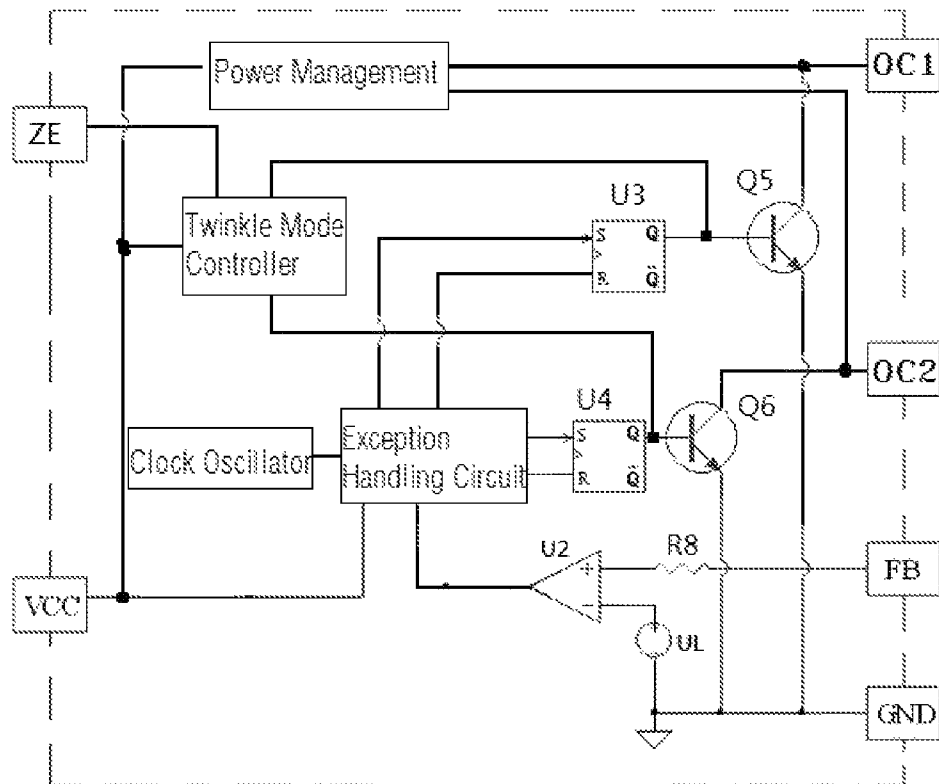 Power Management
OC1
ZE
Q5
U3
Twinkle Mode
Controller
S Q
R Q̄
OC2
U4
Q6
Exception
Handling Circuit
Clock Oscillator
S Q
R Q̄
U2
R8
FB
+
−
VCC
+
UL
GND